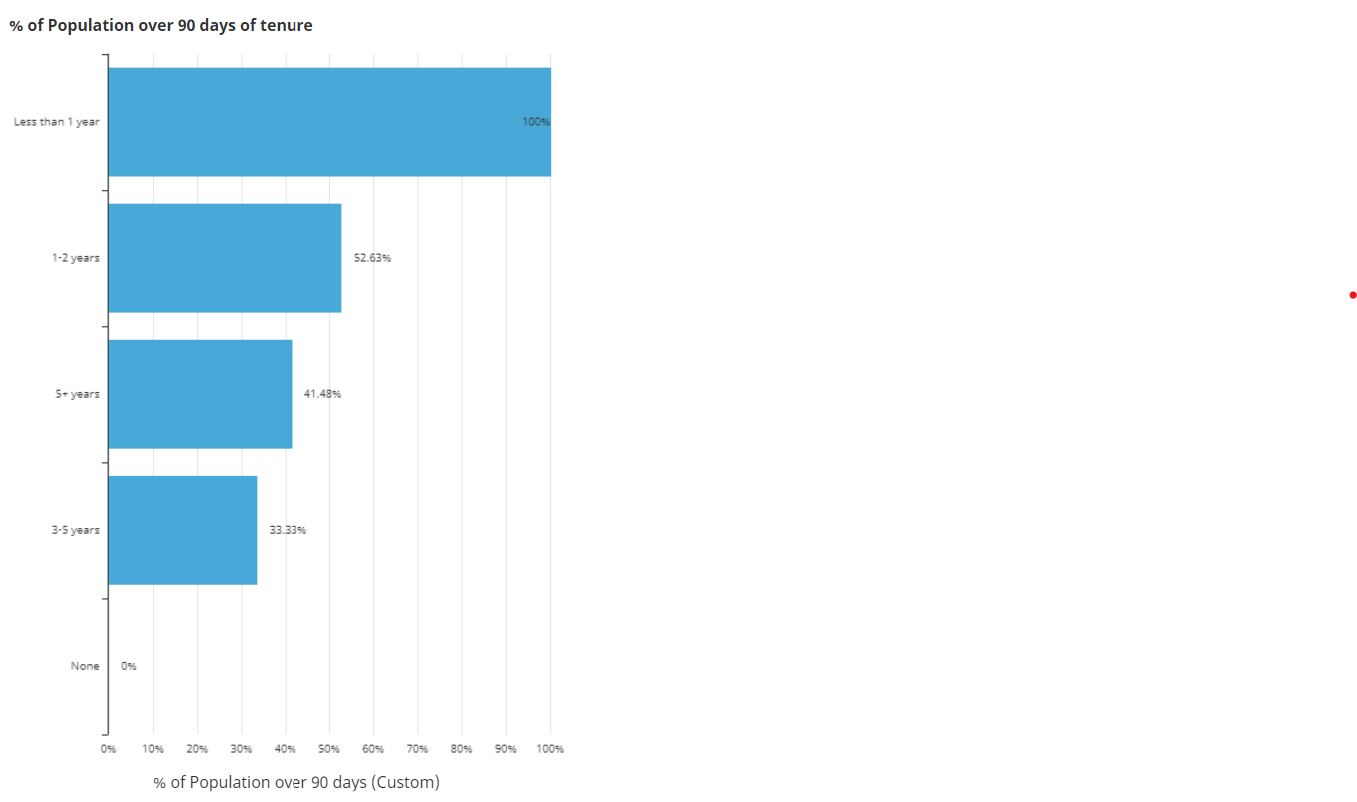 % of Population over 90 days of tenure
Less than 1 year
100%
1-2 years
52.63%
5+ years
41.48%
3-5 years
33.33%
None
0%
0% 10% 20% 30% 40% 50% 60% 70% 80% 90% 100%
% of Population over 90 days (Custom)